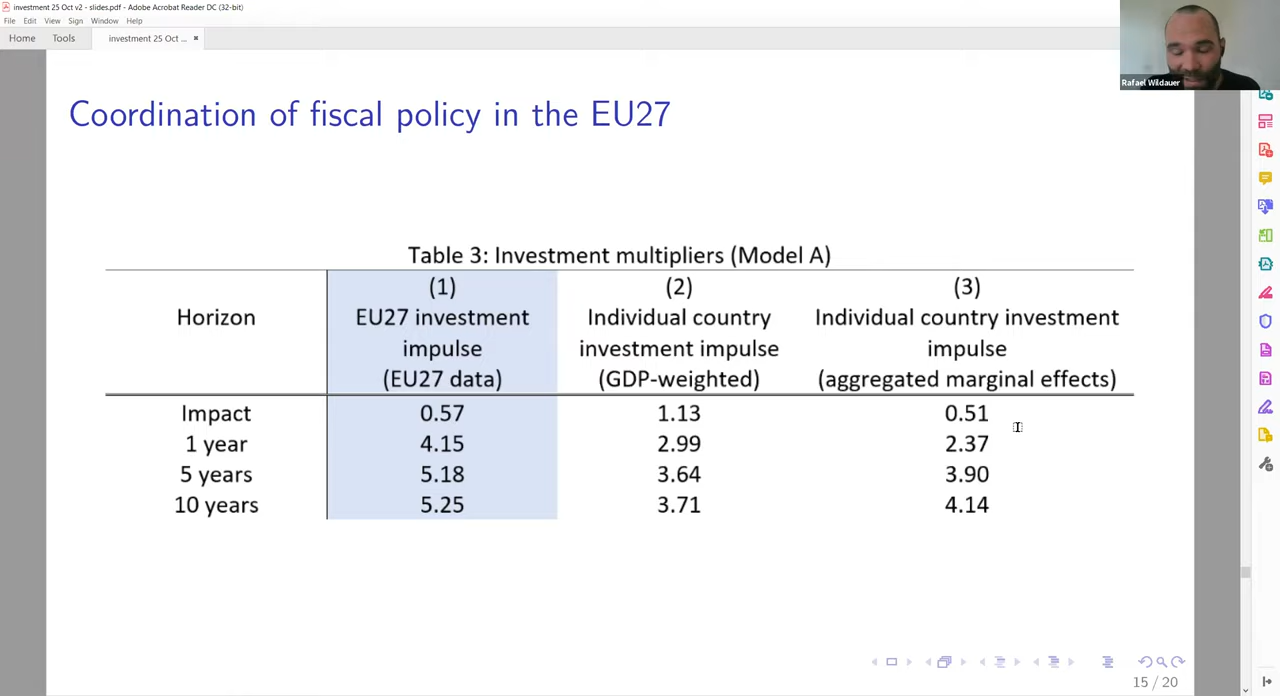 investment 25 Oct v2 - slides.pdf - Adobe Acrobat Reader DC (32-bit)
File Edit View Sign Window Help
Home Tools investment 25 Oct ... ×
Rafael Wildauer
Coordination of fiscal policy in the EU27
Table 3: Investment multipliers (Model A)
(1) (2) (3)
Horizon EU27 investment Individual country Individual country investment
impulse investment impulse impulse
(EU27 data) (GDP-weighted) (aggregated marginal effects)
Impact 0.57 1.13 0.51
1 year 4.15 2.99 2.37
5 years 5.18 3.64 3.90
10 years 5.25 3.71 4.14
15 / 20